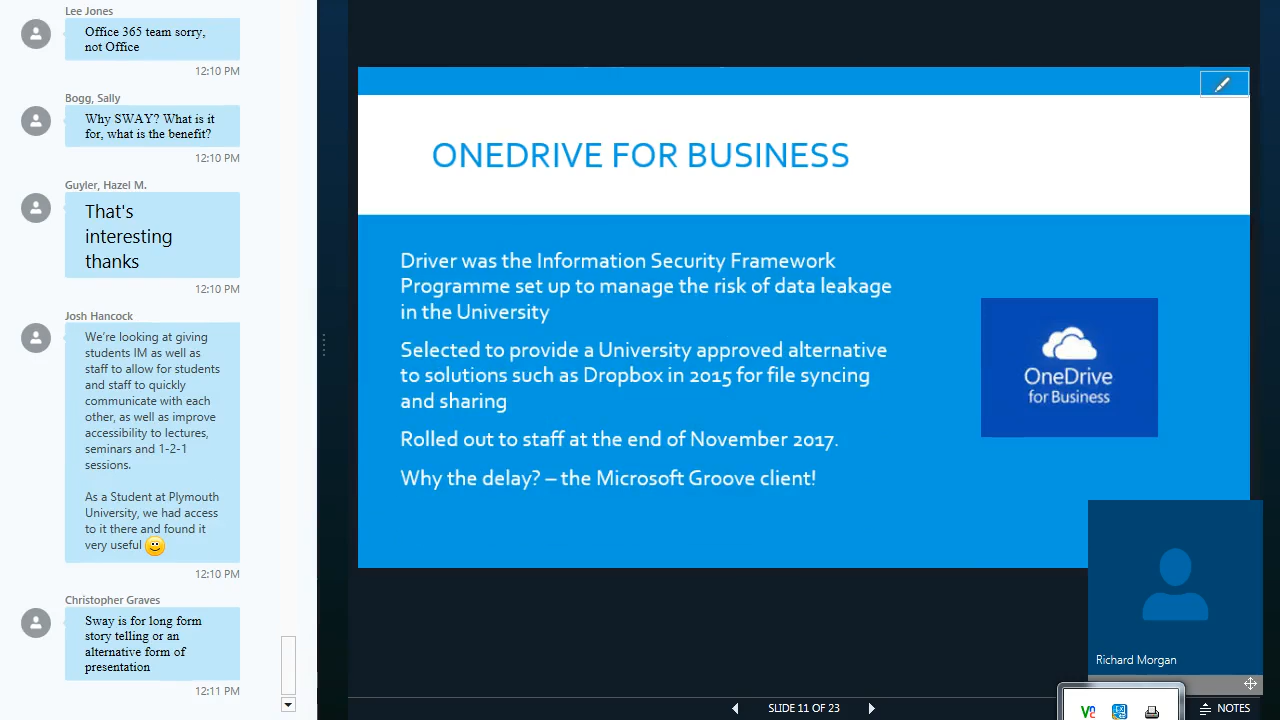 Lee Jones
Office 365 team sorry,
not Office
12:10 PM
Bogg, Sally
Why SWAY? What is it
for, what is the benefit?
12:10 PM
Guyler, Hazel M.
That's
interesting
thanks
12:10 PM
Josh Hancock
We're looking at giving
students IM as well as
staff to allow for students
and staff to quickly
communicate with each
other, as well as improve
accessibility to lectures,
seminars and 1-2-1
sessions.
As a Student at Plymouth
University, we had access
to it there and found it
very useful
12:10 PM
Christopher Graves
Sway is for long form
story telling or an
alternative form of
presentation
12:11 PM
ONEDRIVE FOR BUSINESS
Driver was the Information Security Framework
Programme set up to manage the risk of data leakage
in the University
Selected to provide a University approved alternative
to solutions such as Dropbox in 2015 for file syncing
and sharing
Rolled out to staff at the end of November 2017.
Why the delay? – the Microsoft Groove client!
OneDrive
for Business
Richard Morgan
SLIDE 11 OF 23
NOTES